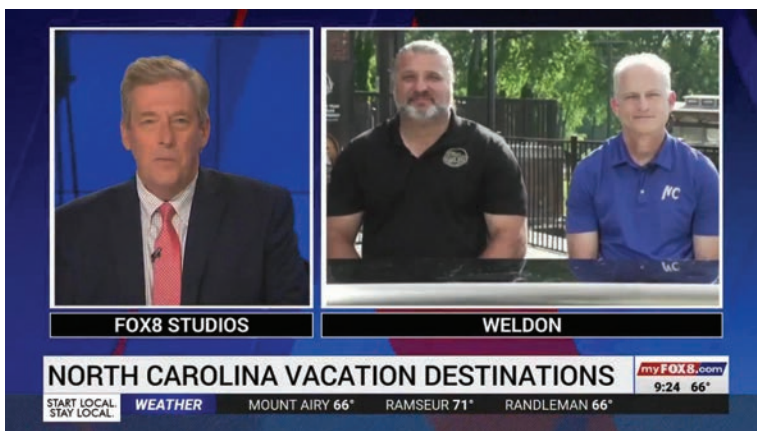 NC
FOX8 STUDIOS
WELDON
NORTH CAROLINA VACATION DESTINATIONS
myFOX8.com
9:24 66°
START LOCAL.
STAY LOCAL.
WEATHER MOUNT AIRY 66° RAMSEUR 71° RANDLEMAN 66°